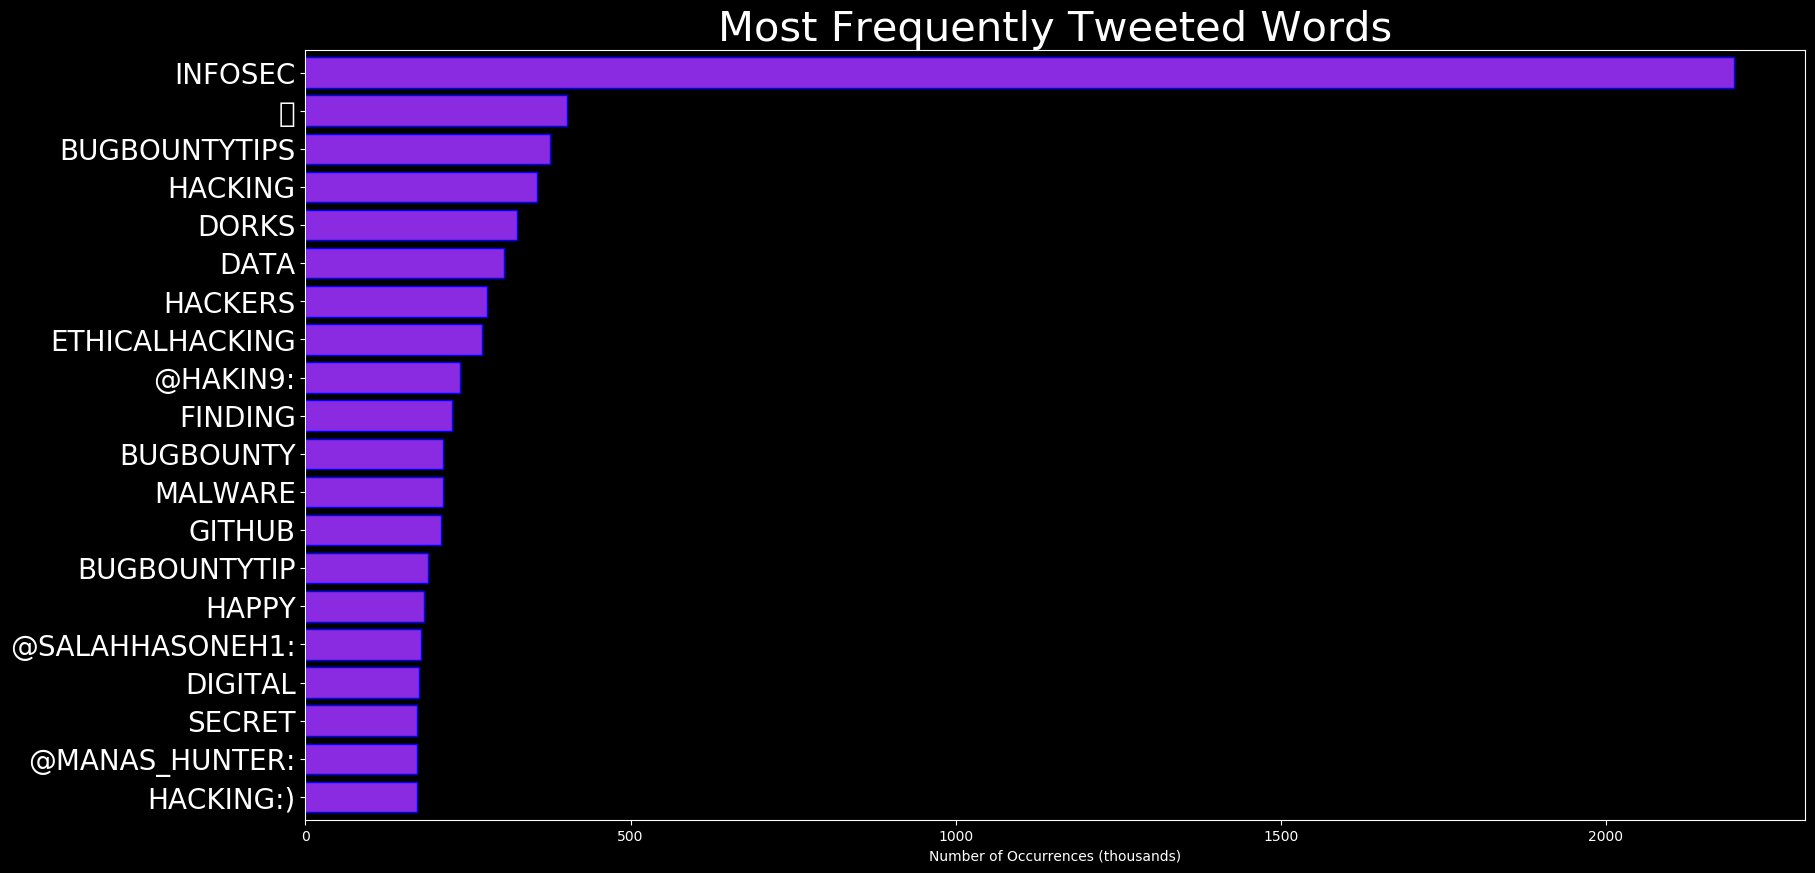 Most Frequently Tweeted Words
INFOSEC
BUGBOUNTYTIPS
HACKING
DORKS
DATA
HACKERS
ETHICALHACKING
@HAKIN9:
FINDING
BUGBOUNTY
MALWARE
GITHUB
BUGBOUNTYTIP
HAPPY
@SALAHHASONEH1:
DIGITAL
SECRET
@MANAS_HUNTER:
HACKING:)
0 500 1000 1500 2000
Number of Occurrences (thousands)